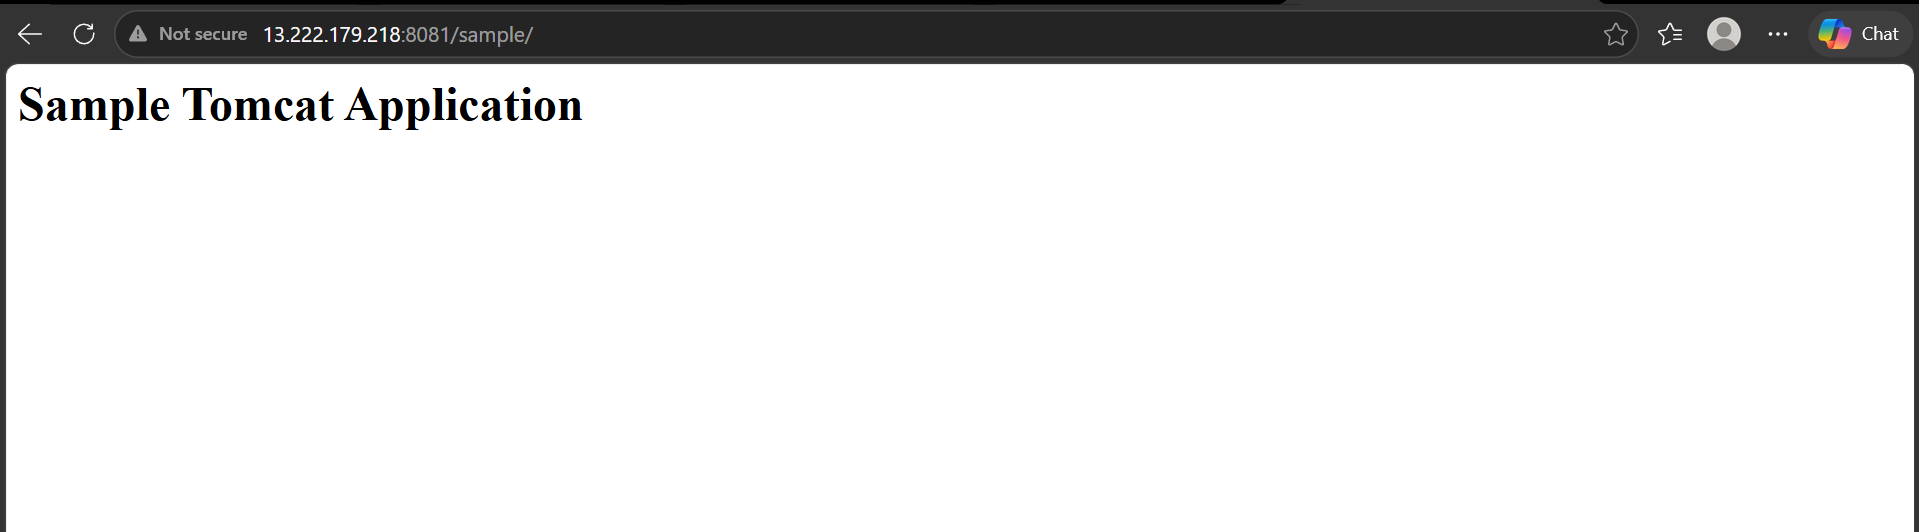 Not secure 13.222.179.218:8081/sample/ Chat
Sample Tomcat Application